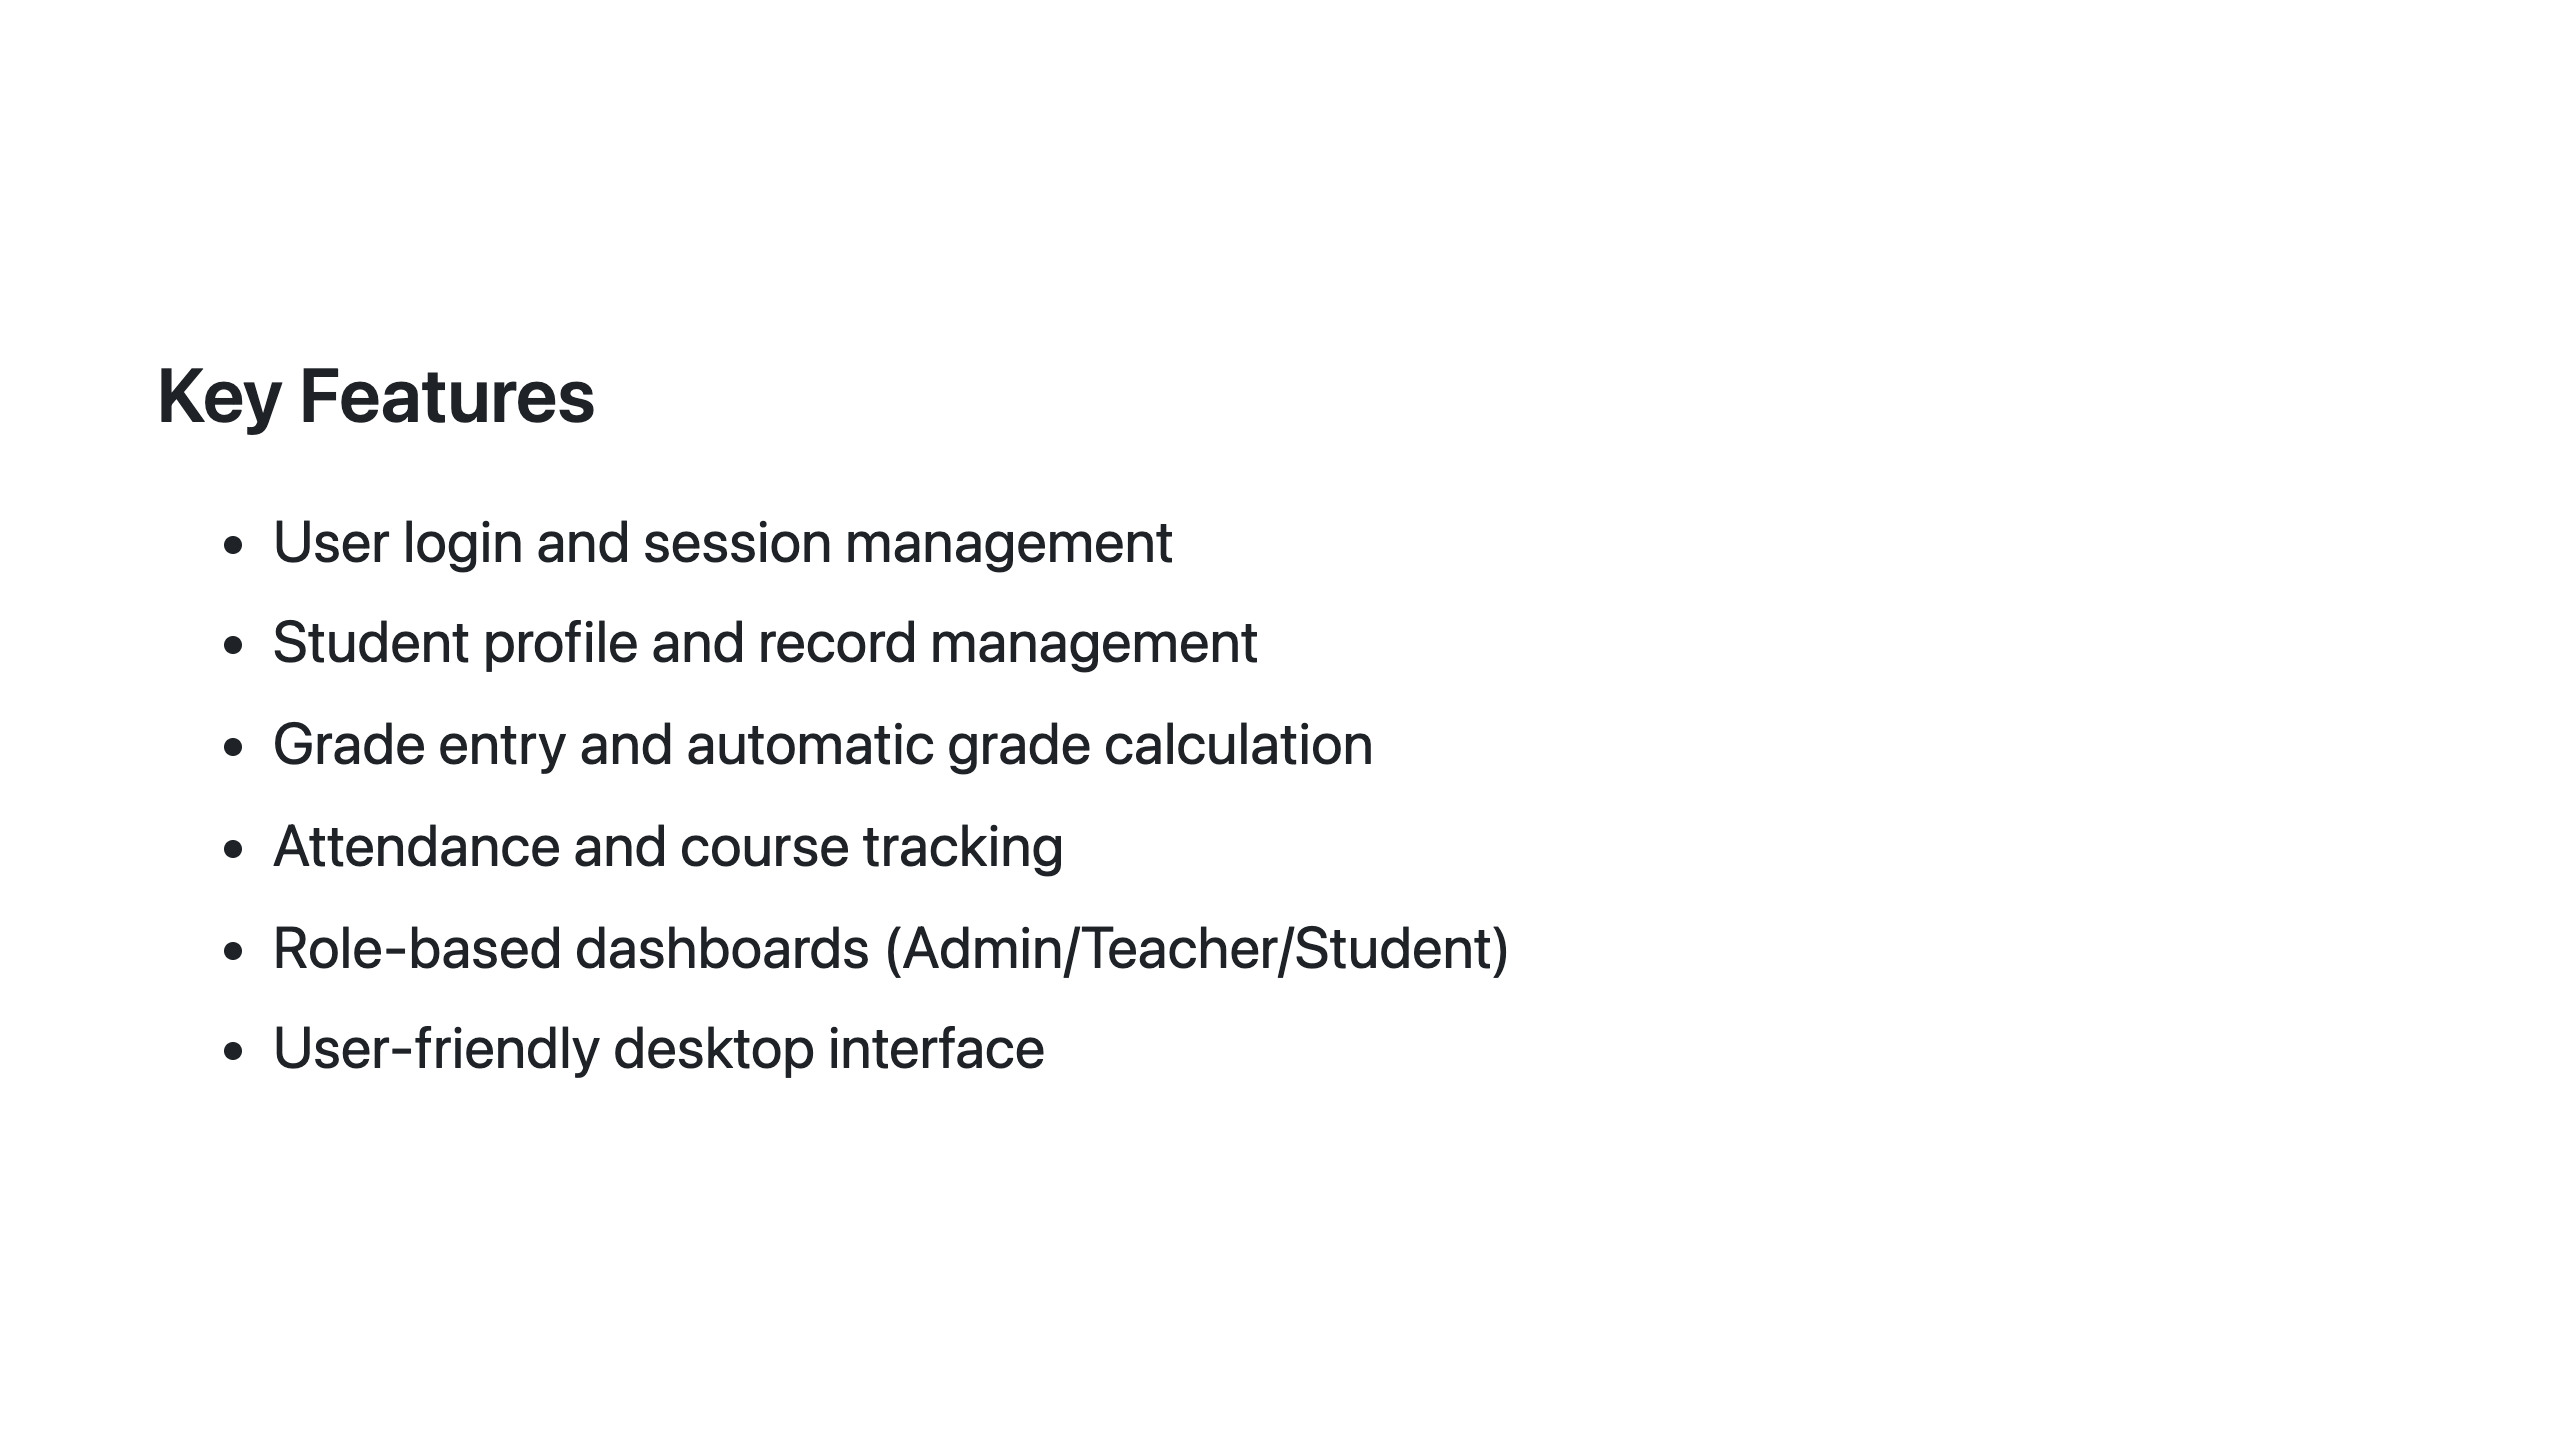 Key Features
• User login and session management
• Student profile and record management
• Grade entry and automatic grade calculation
• Attendance and course tracking
• Role-based dashboards (Admin/Teacher/Student)
• User-friendly desktop interface